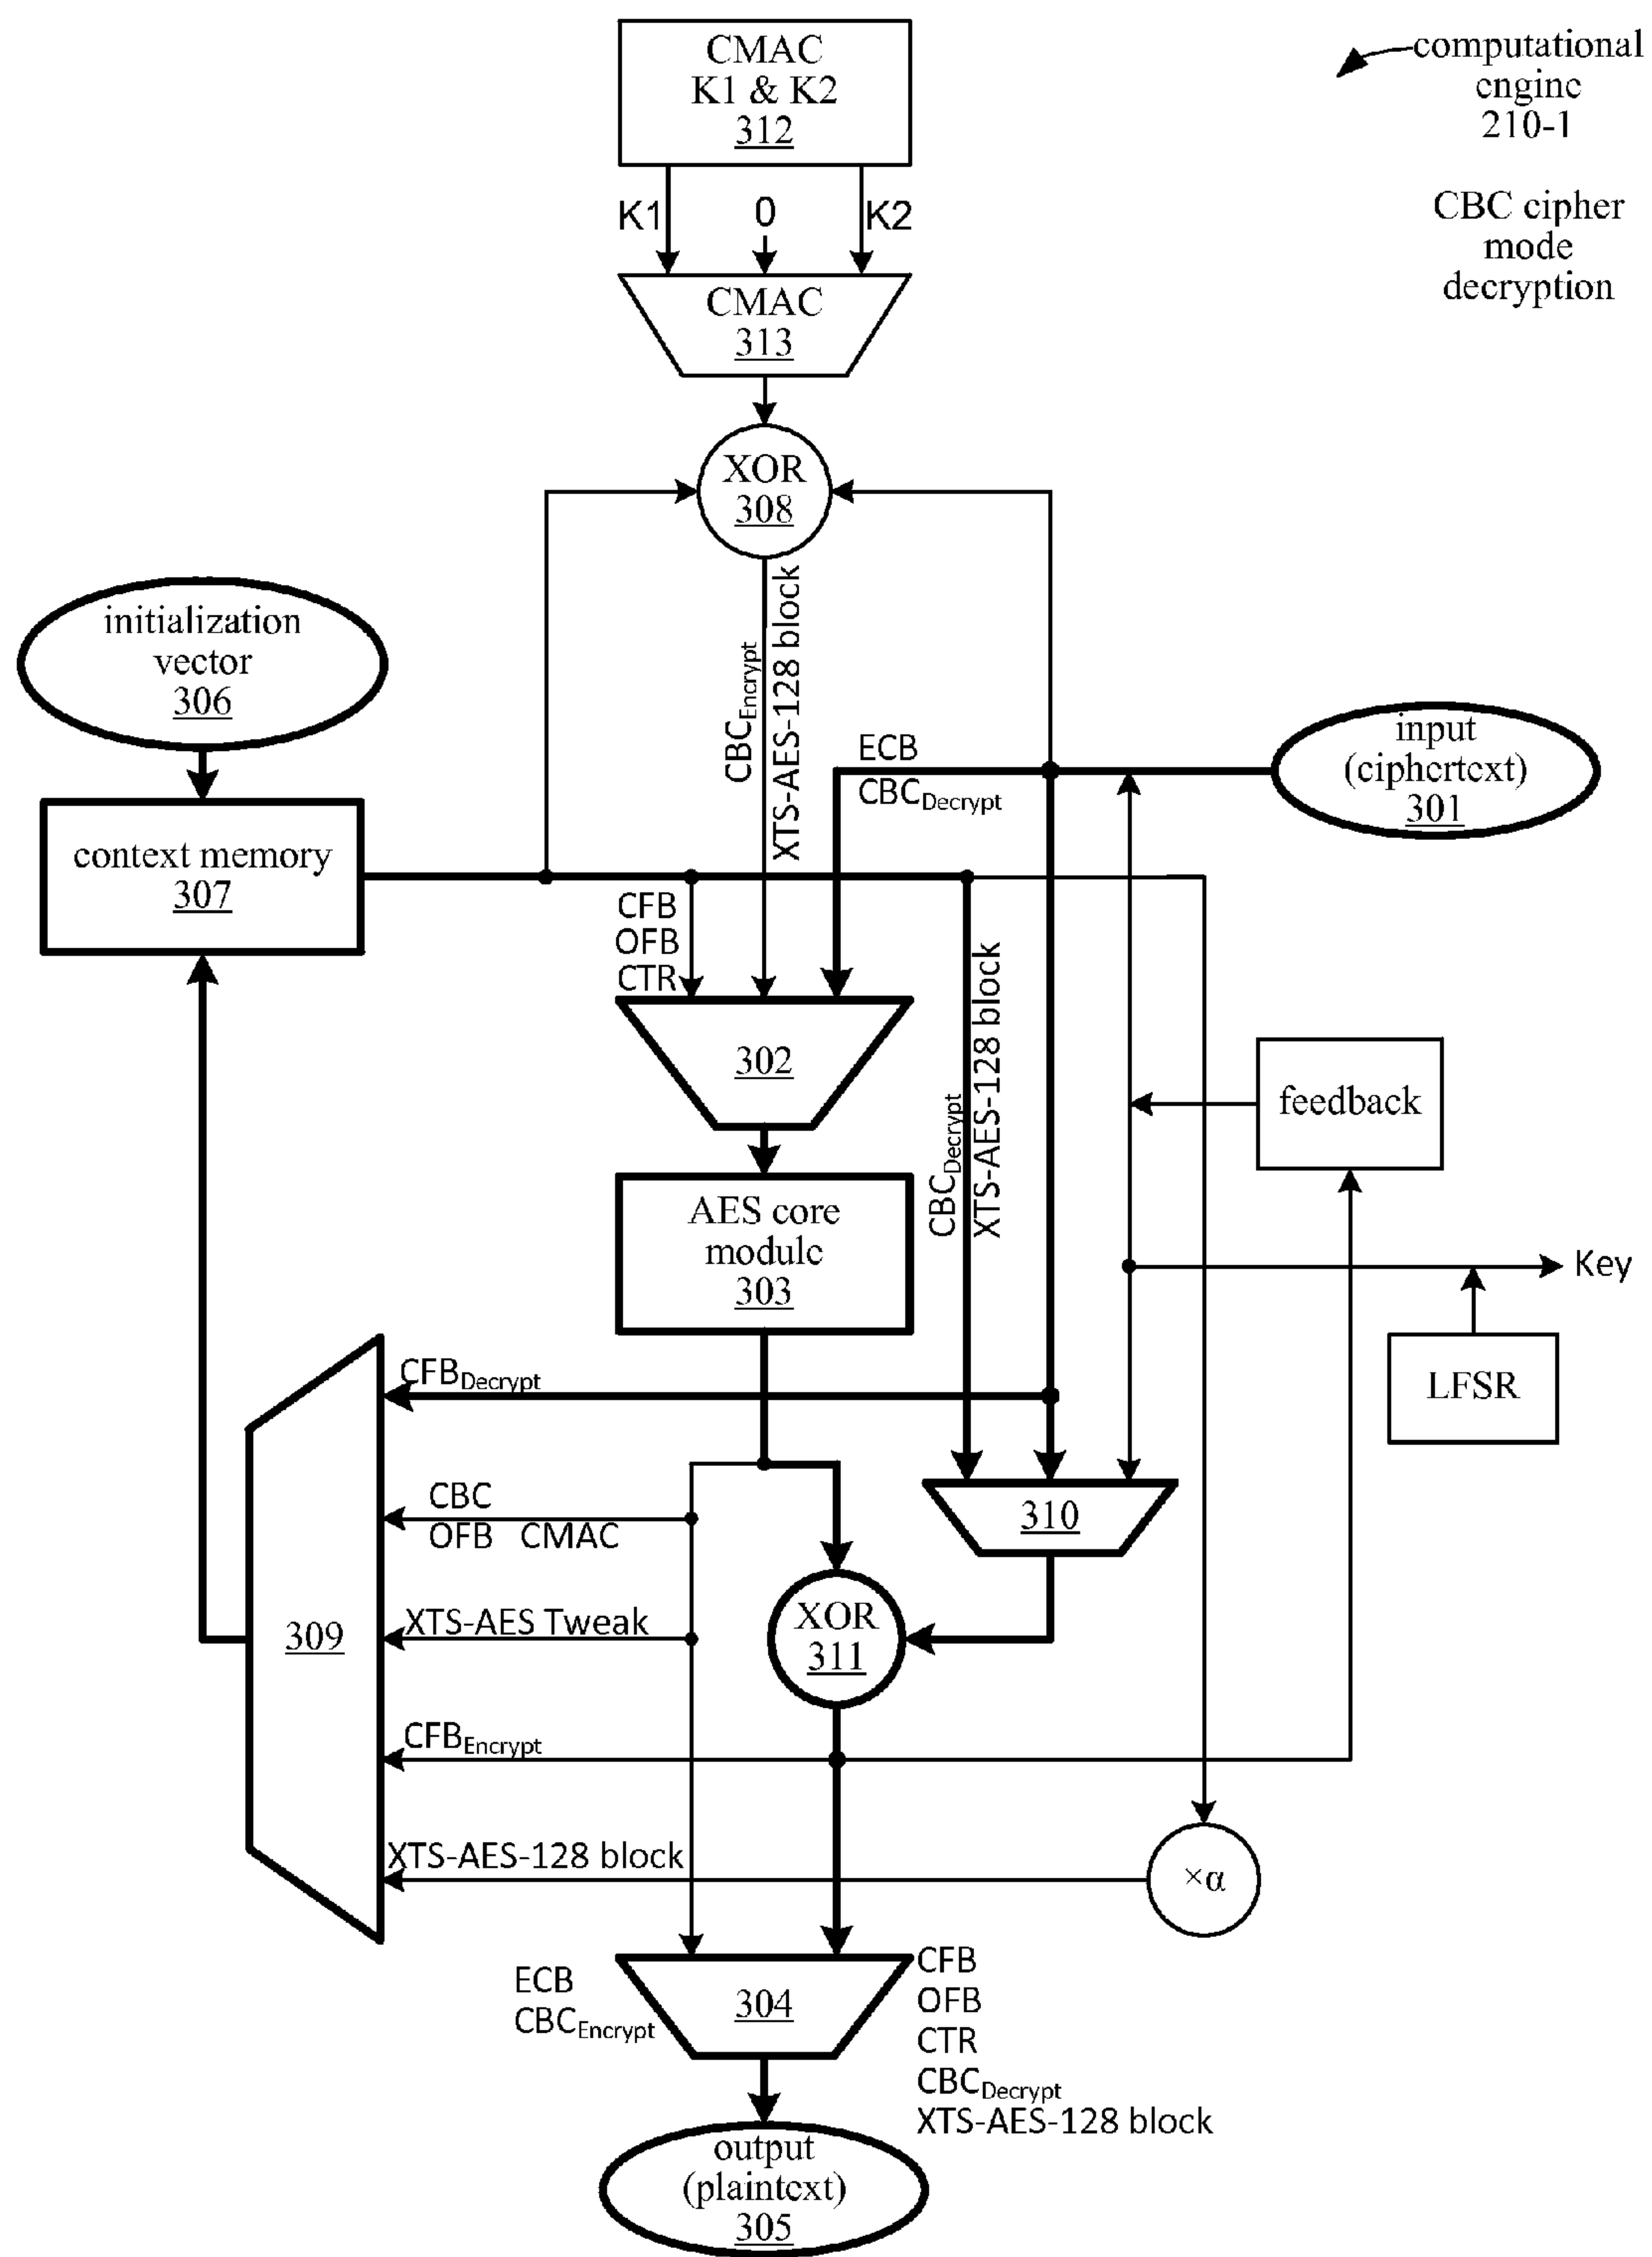 CMAC
K1 & K2
312
computational
engine
210-1
CBC cipher
mode
decryption
K1
0
K2
CMAC
313
XOR
308
initialization
vector
306
CBCEncrypt
XTS-AES-128 block
ECB
CBCDecrypt
input
(ciphertext)
301
context memory
307
CFB
OFB
CTR
302
CBCDecrypt
XTS-AES-128 block
feedback
AES core
module
303
Key
LFSR
CFBDecrypt
CBC
OFB CMAC
310
XTS-AES Tweak
309
XOR
311
CFBEncrypt
XTS-AES-128 block
×α
ECB
CBCEncrypt
304
CFB
OFB
CTR
CBCDecrypt
XTS-AES-128 block
output
(plaintext)
305